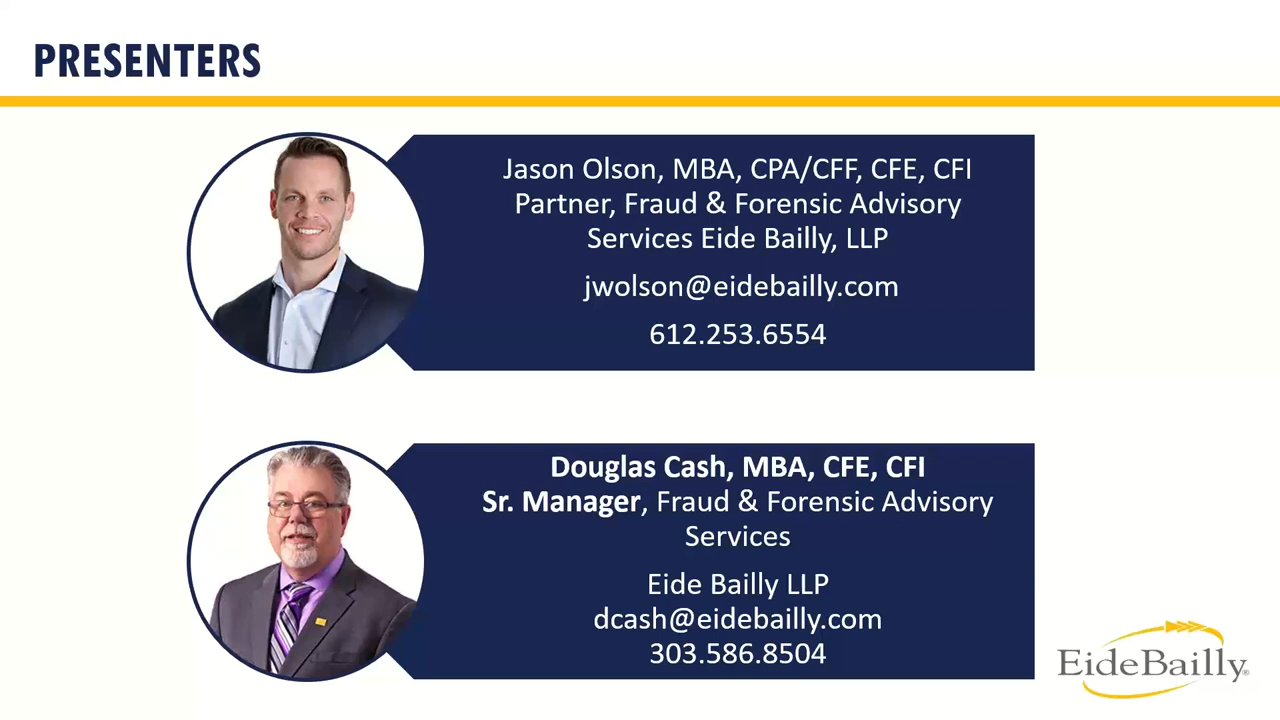 PRESENTERS
Jason Olson, MBA, CPA/CFF, CFE, CFI
Partner, Fraud & Forensic Advisory
Services Eide Bailly, LLP
jwolson@eidebailly.com
612.253.6554
Douglas Cash, MBA, CFE, CFI
Sr. Manager, Fraud & Forensic Advisory
Services
Eide Bailly LLP
dcash@eidebailly.com
303.586.8504
EideBailly®